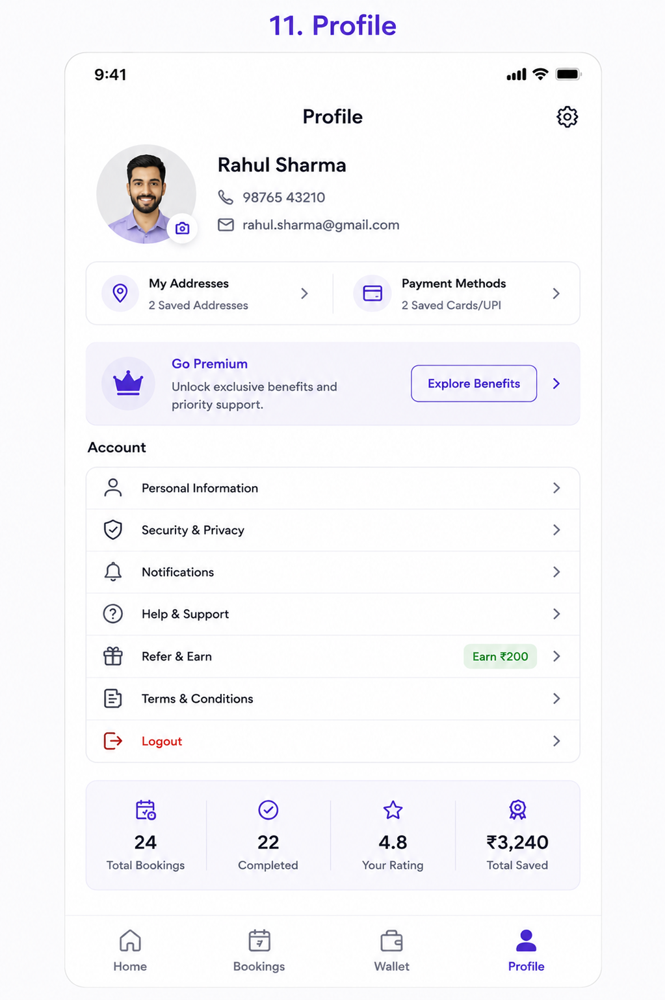 11. Profile
9:41
Profile
Rahul Sharma
98765 43210
rahul.sharma@gmail.com
My Addresses
2 Saved Addresses
Payment Methods
2 Saved Cards/UPI
Go Premium
Unlock exclusive benefits and
priority support.
Explore Benefits
Account
Personal Information
Security & Privacy
Notifications
Help & Support
Refer & Earn
Earn ₹200
Terms & Conditions
Logout
24
Total Bookings
22
Completed
4.8
Your Rating
₹3,240
Total Saved
Home
Bookings
Wallet
Profile